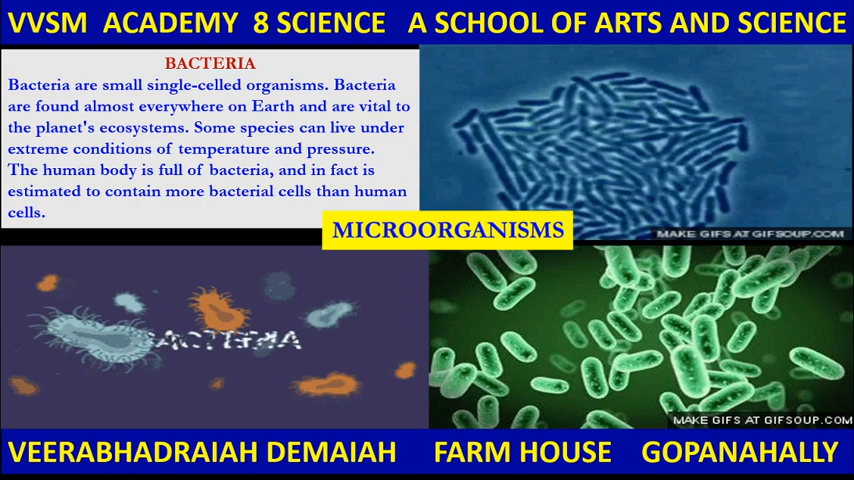 VVSM ACADEMY 8 SCIENCE A SCHOOL OF ARTS AND SCIENCE
BACTERIA
Bacteria are small single-celled organisms. Bacteria
are found almost everywhere on Earth and are vital to
the planet's ecosystems. Some species can live under
extreme conditions of temperature and pressure.
The human body is full of bacteria, and in fact is
estimated to contain more bacterial cells than human
cells.
MAKE GIFS AT GIFSOUP.COM
MICROORGANISMS
BACTERIA
MAKE GIFS AT GIFSOUP.COM
VEERABHADRAIAH DEMAIAH FARM HOUSE GOPANAHALLY